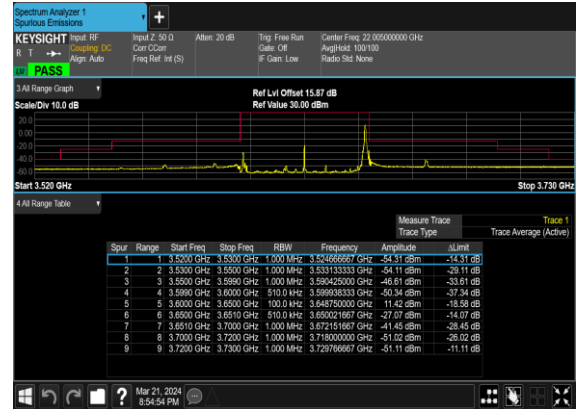 Spectrum Analyzer 1
Spurious Emissions
+
KEYSIGHT Input: RF Input Z: 50 Ω Atten: 20 dB Trig: Free Run Center Freq: 22.005000000 GHz
R T Coupling: DC Corr CCorr Gate: Off Avg|Hold: 100/100
Align: Auto Freq Ref: Int (S) IF Gain: Low Radio Std: None
PASS
3 All Range Graph Ref Lvl Offset 15.87 dB
Scale/Div 10.0 dB Ref Value 30.00 dBm
20.0
0.00
-20.0
-40.0
-60.0
Start 3.520 GHz Stop 3.730 GHz
4 All Range Table
Measure Trace Trace 1
Trace Type Trace Average (Active)
Spur Range Start Freq Stop Freq RBW Frequency Amplitude ΔLimit
1 1 3.5200 GHz 3.5300 GHz 1.000 MHz 3.524666667 GHz -54.31 dBm -14.31 dB
2 2 3.5300 GHz 3.5500 GHz 1.000 MHz 3.533133333 GHz -54.11 dBm -29.11 dB
3 3 3.5500 GHz 3.5990 GHz 1.000 MHz 3.590425000 GHz -46.61 dBm -33.61 dB
4 4 3.5990 GHz 3.6000 GHz 510.0 kHz 3.599938333 GHz -50.34 dBm -37.34 dB
5 5 3.6000 GHz 3.6500 GHz 100.0 kHz 3.648750000 GHz 11.42 dBm -18.58 dB
6 6 3.6500 GHz 3.6510 GHz 510.0 kHz 3.650021667 GHz -27.07 dBm -14.07 dB
7 7 3.6510 GHz 3.7000 GHz 1.000 MHz 3.672151667 GHz -41.45 dBm -28.45 dB
8 8 3.7000 GHz 3.7200 GHz 1.000 MHz 3.718000000 GHz -51.02 dBm -26.02 dB
9 9 3.7200 GHz 3.7300 GHz 1.000 MHz 3.729766667 GHz -51.11 dBm -11.11 dB
? Mar 21, 2024
8:54:54 PM